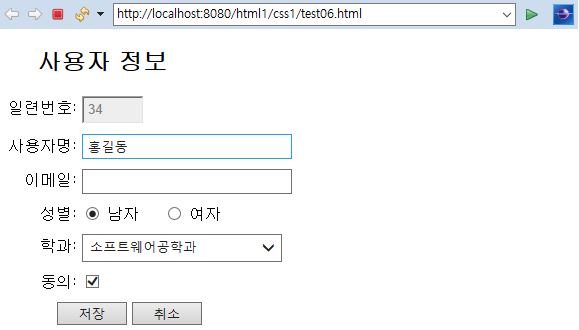 http://localhost:8080/html1/css1/test06.html
사용자 정보
일련번호: 34
사용자명: 홍길동
이메일:
성별: 남자 여자
학과: 소프트웨어공학과
동의:
저장 취소